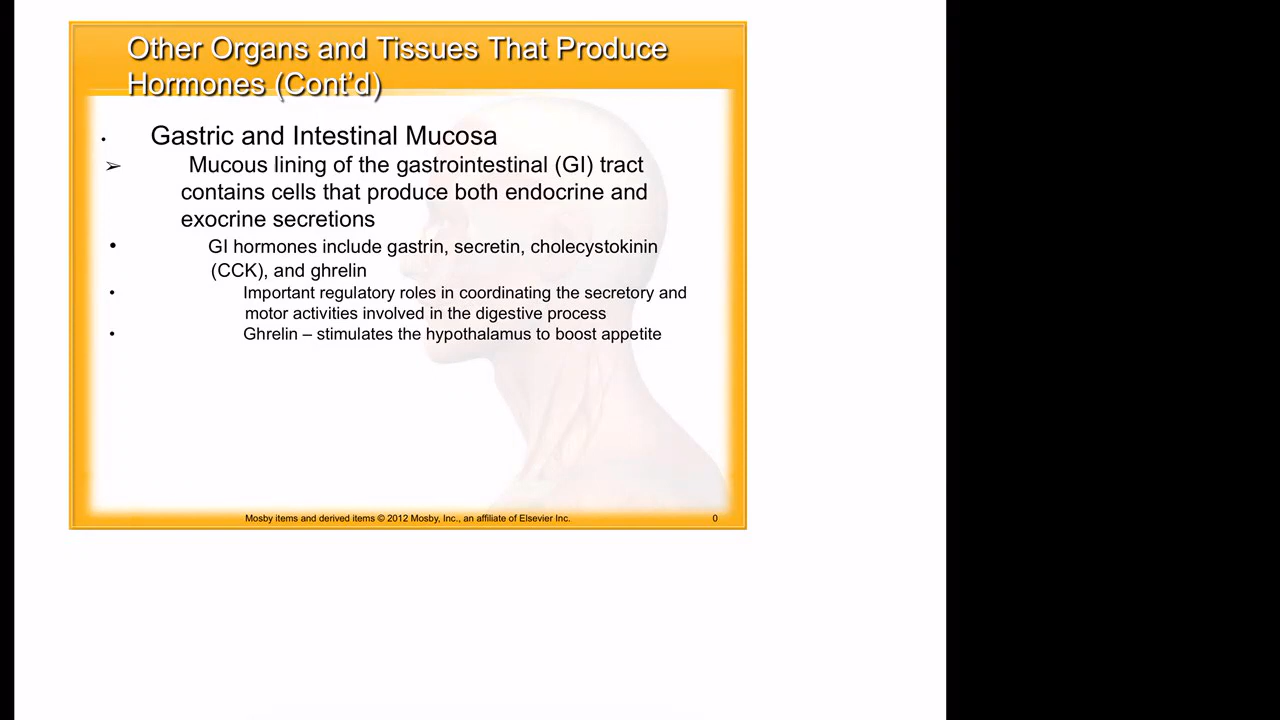 Other Organs and Tissues That Produce
Hormones (Cont’d)
• Gastric and Intestinal Mucosa
➢ Mucous lining of the gastrointestinal (GI) tract
contains cells that produce both endocrine and
exocrine secretions
• GI hormones include gastrin, secretin, cholecystokinin
(CCK), and ghrelin
• Important regulatory roles in coordinating the secretory and
motor activities involved in the digestive process
• Ghrelin – stimulates the hypothalamus to boost appetite
Mosby items and derived items © 2012 Mosby, Inc., an affiliate of Elsevier Inc. 0